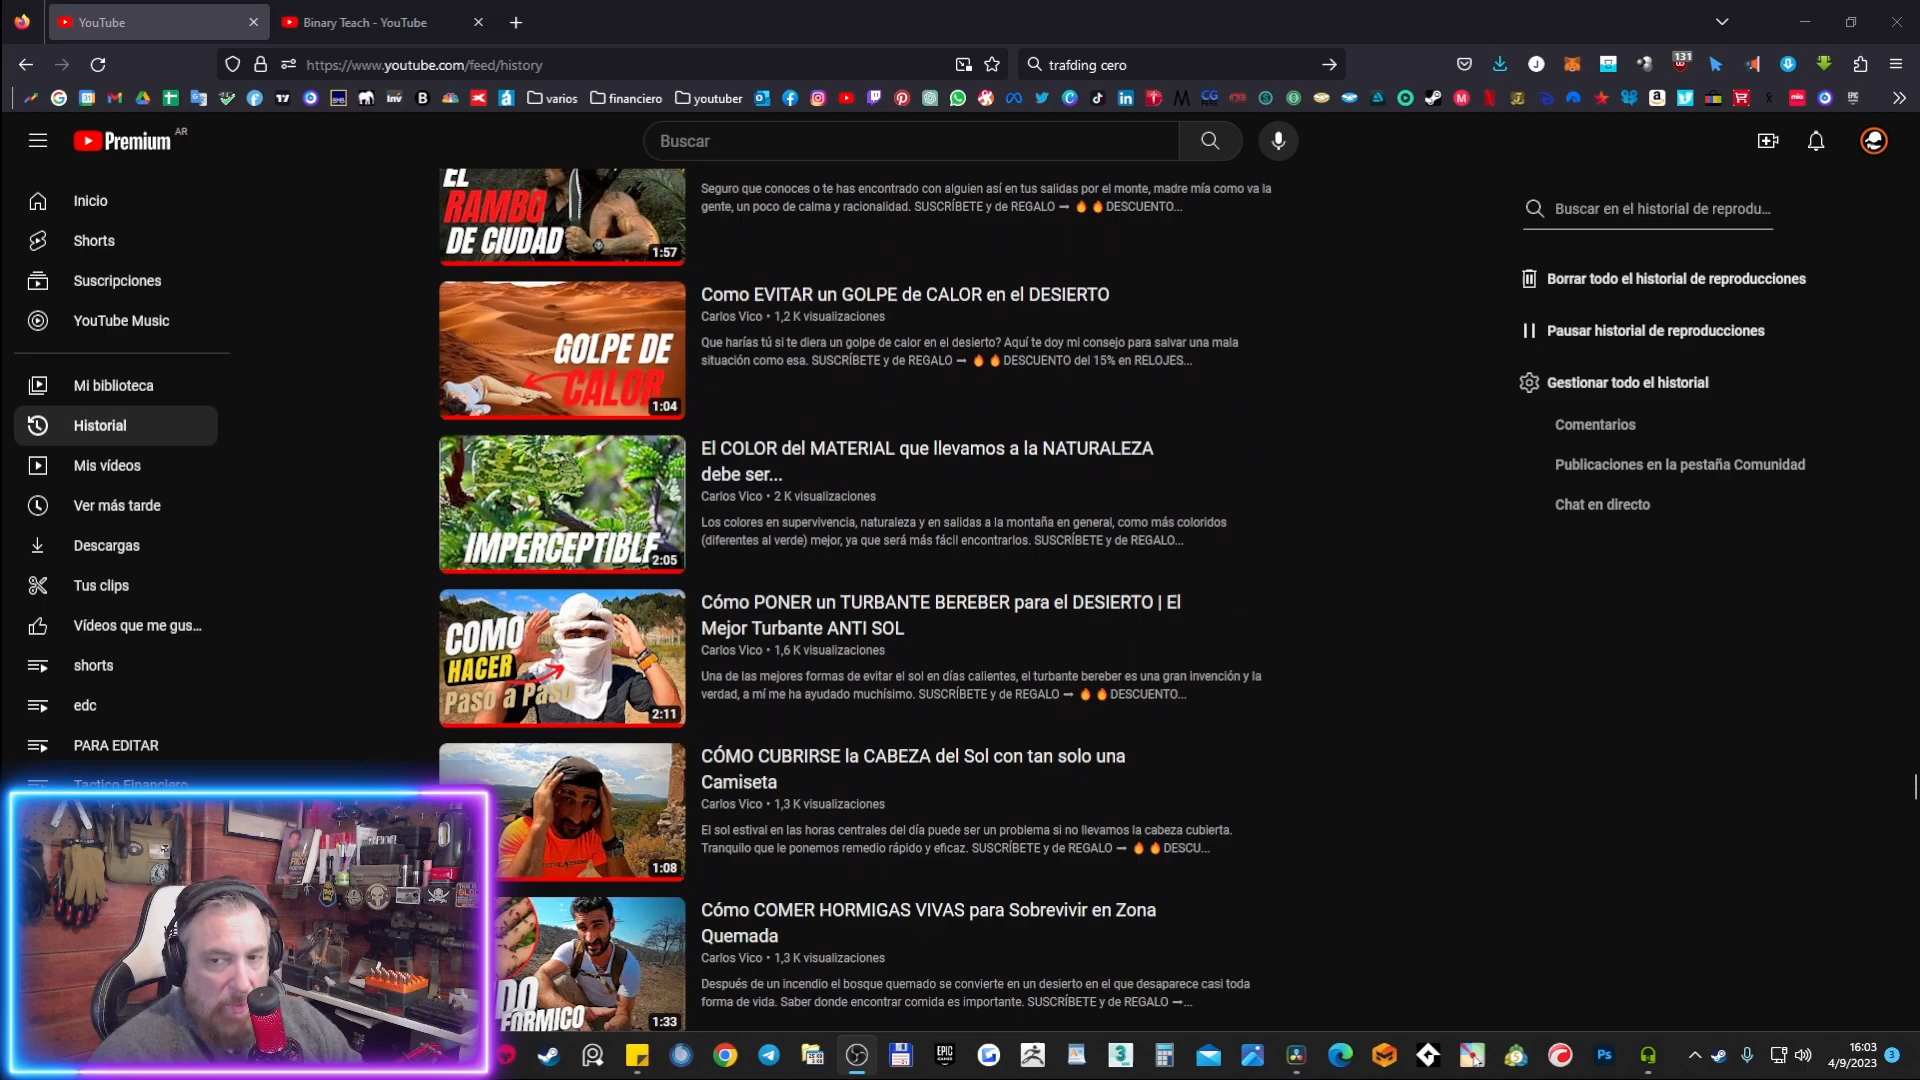 YouTube
Binary Teach - YouTube
https://www.youtube.com/feed/history
trafding cero
131
varios
financiero
youtuber
Premium AR
Buscar
Inicio
Shorts
Suscripciones
YouTube Music
Mi biblioteca
Historial
Mis vídeos
Ver más tarde
Descargas
Tus clips
Vídeos que me gus...
shorts
edc
PARA EDITAR
Tactico Financiero
EL
RAMBO
DE CIUDAD
1:57
Seguro que conoces o te has encontrado con alguien así en tus salidas por el monte, madre mía como va la
gente, un poco de calma y racionalidad. SUSCRÍBETE y de REGALO ➞ 🔥🔥DESCUENTO...
GOLPE DE
CALOR
1:04
Como EVITAR un GOLPE de CALOR en el DESIERTO
Carlos Vico • 1,2 K visualizaciones
Que harías tú si te diera un golpe de calor en el desierto? Aquí te doy mi consejo para salvar una mala
situación como esa. SUSCRÍBETE y de REGALO ➞ 🔥🔥DESCUENTO del 15% en RELOJES...
IMPERCEPTIBLE
2:05
El COLOR del MATERIAL que llevamos a la NATURALEZA
debe ser...
Carlos Vico • 2 K visualizaciones
Los colores en supervivencia, naturaleza y en salidas a la montaña en general, como más coloridos
(diferentes al verde) mejor, ya que será más fácil encontrarlos. SUSCRÍBETE y de REGALO...
COMO
HACER
Paso a Paso
2:11
Cómo PONER un TURBANTE BEREBER para el DESIERTO | El
Mejor Turbante ANTI SOL
Carlos Vico • 1,6 K visualizaciones
Una de las mejores formas de evitar el sol en días calientes, el turbante bereber es una gran invención y la
verdad, a mí me ha ayudado muchísimo. SUSCRÍBETE y de REGALO ➞ 🔥🔥DESCUENTO...
1:08
CÓMO CUBRIRSE la CABEZA del Sol con tan solo una
Camiseta
Carlos Vico • 1,3 K visualizaciones
El sol estival en las horas centrales del día puede ser un problema si no llevamos la cabeza cubierta.
Tranquilo que le ponemos remedio rápido y eficaz. SUSCRÍBETE y de REGALO ➞ 🔥🔥DESCU...
FÓRMICO
1:33
Cómo COMER HORMIGAS VIVAS para Sobrevivir en Zona
Quemada
Carlos Vico • 1,3 K visualizaciones
Después de un incendio el bosque quemado se convierte en un desierto en el que desaparece casi toda
forma de vida. Saber donde encontrar comida es importante. SUSCRÍBETE y de REGALO ➞...
Buscar en el historial de reprodu...
Borrar todo el historial de reproducciones
Pausar historial de reproducciones
Gestionar todo el historial
Comentarios
Publicaciones en la pestaña Comunidad
Chat en directo
16:03
4/9/2023
3